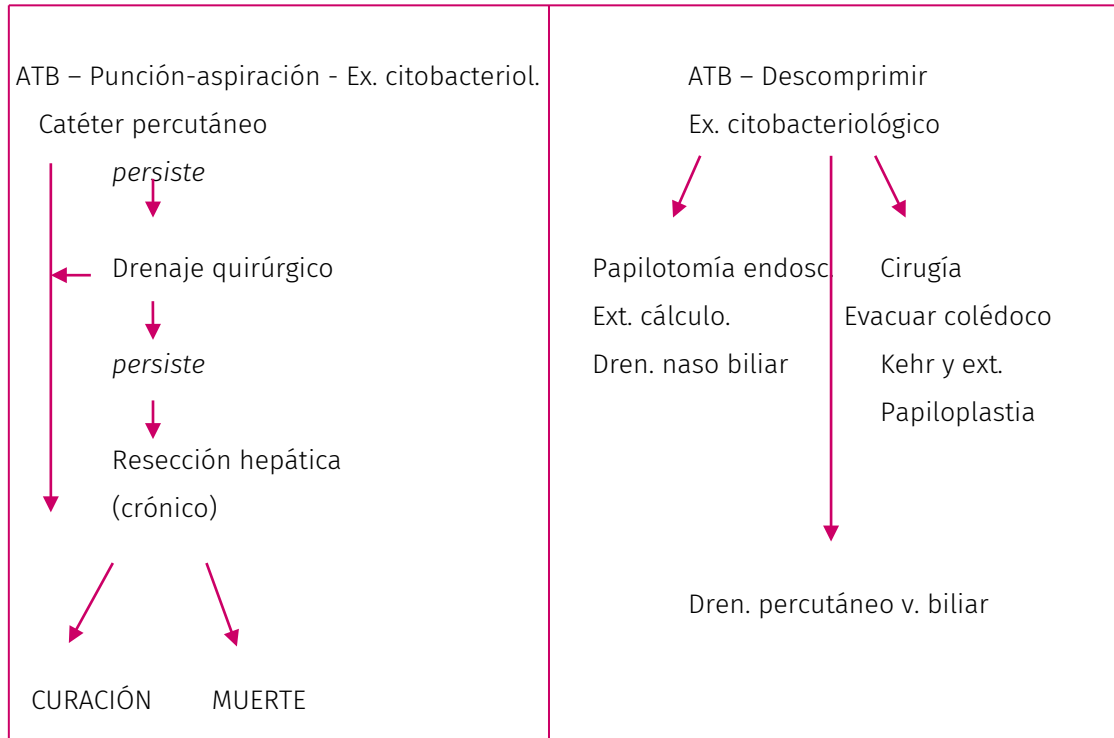 ATB – Punción-aspiración - Ex. citobacteriol.
Catéter percutáneo
persiste
Drenaje quirúrgico
persiste
Resección hepática
(crónico)
CURACIÓN MUERTE
ATB – Descomprimir
Ex. citobacteriológico
Papilotomía endosc.
Ext. cálculo.
Dren. naso biliar
Cirugía
Evacuar colédoco
Kehr y ext.
Papiloplastia
Dren. percutáneo v. biliar